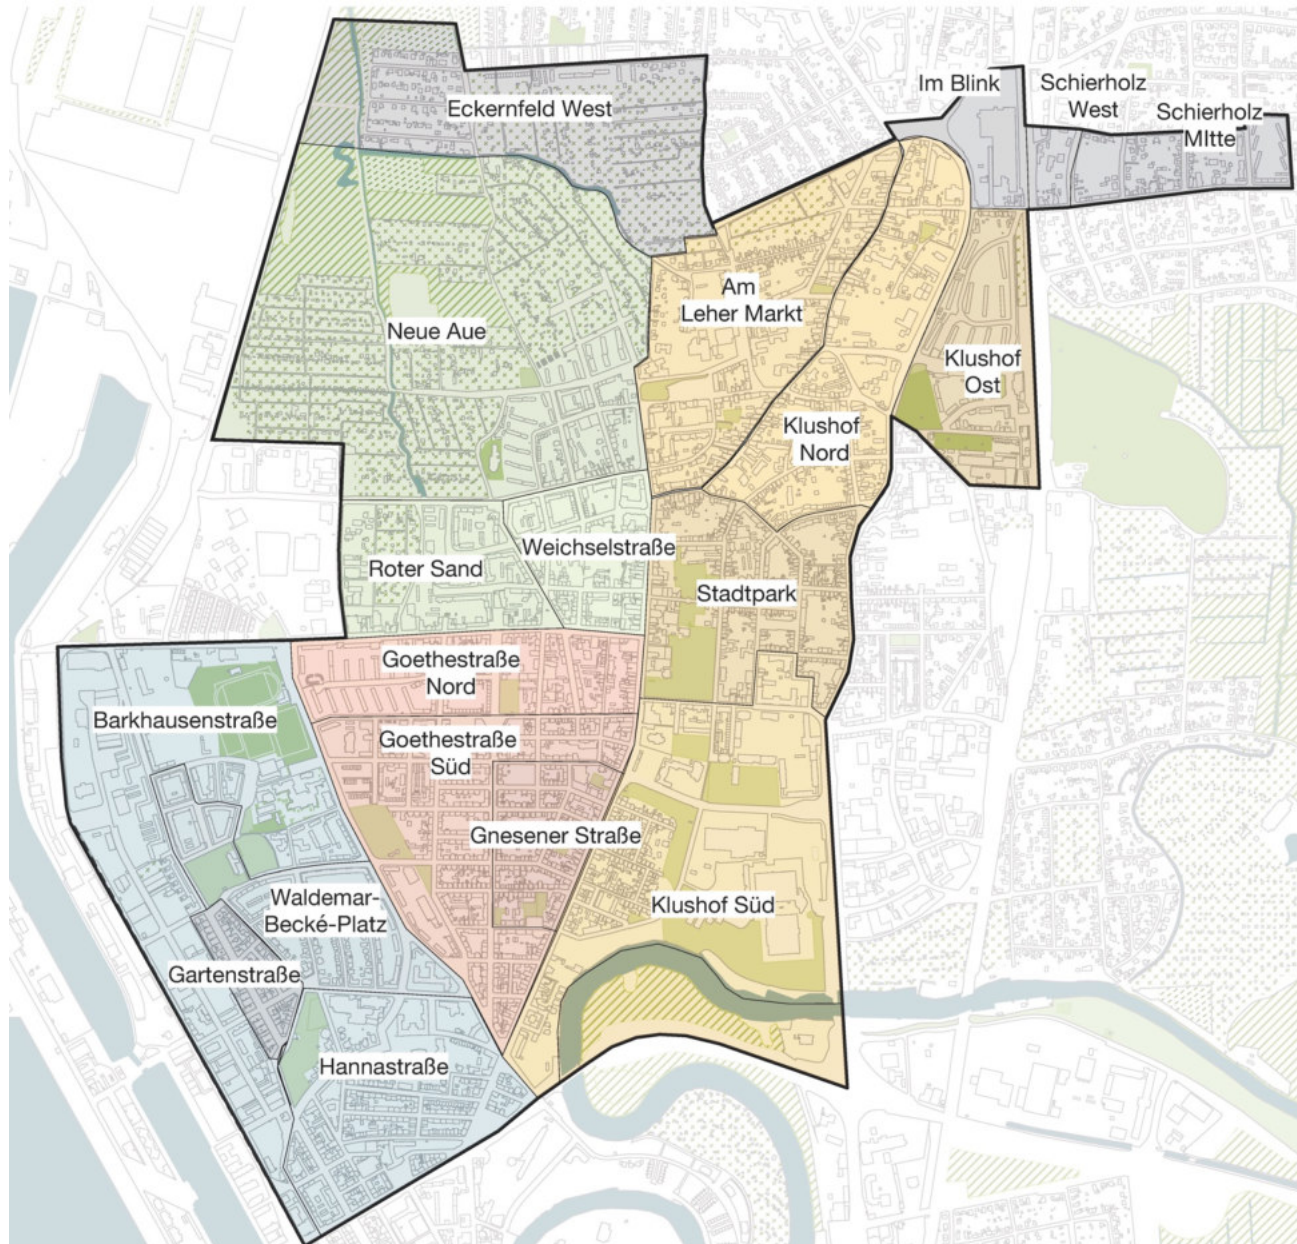 Eckernfeld West
Im Blink
Schierholz
West
Schierholz
MItte
Am
Leher Markt
Neue Aue
Klushof
Ost
Klushof
Nord
Weichselstraße
Roter Sand
Stadtpark
Goethestraße
Nord
Barkhausenstraße
Goethestraße
Süd
Gnesener Straße
Waldemar-
Becké-Platz
Klushof Süd
Gartenstraße
Hannastraße